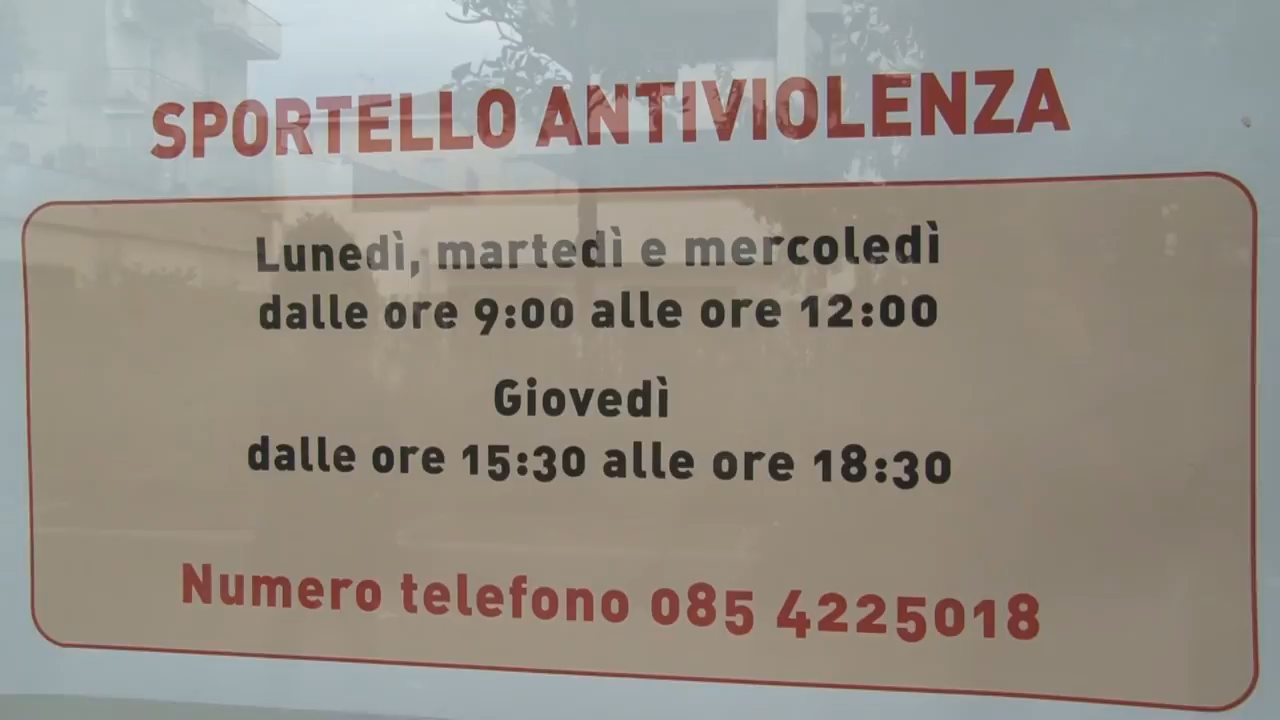 SPORTELLO ANTIVIOLENZA
Lunedì, martedì e mercoledì
dalle ore 9:00 alle ore 12:00
Giovedì
dalle ore 15:30 alle ore 18:30
Numero telefono 085 4225018